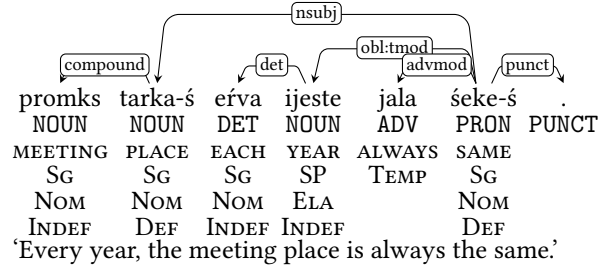 nsubj
obl:tmod
compound det advmod punct
promks tarka-ś eŕva ijeste jala śeke-ś .
NOUN NOUN DET NOUN ADV PRON PUNCT
MEETING PLACE EACH YEAR ALWAYS SAME
SG SG SG SP TEMP SG
NOM NOM NOM ELA NOM
INDEF DEF INDEF INDEF DEF
‘Every year, the meeting place is always the same.’